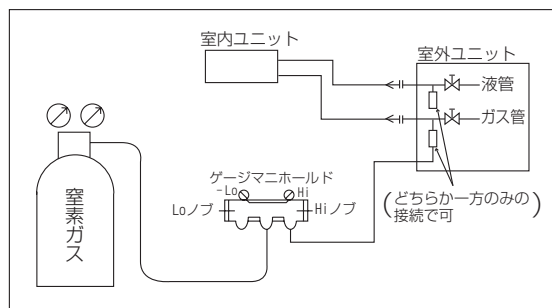 室内ユニット
室外ユニット
液管
ガス管
ゲージマニホールド
-Lo
Hi
Loノブ
Hiノブ
(どちらか一方のみの
接続で可)
窒素ガス